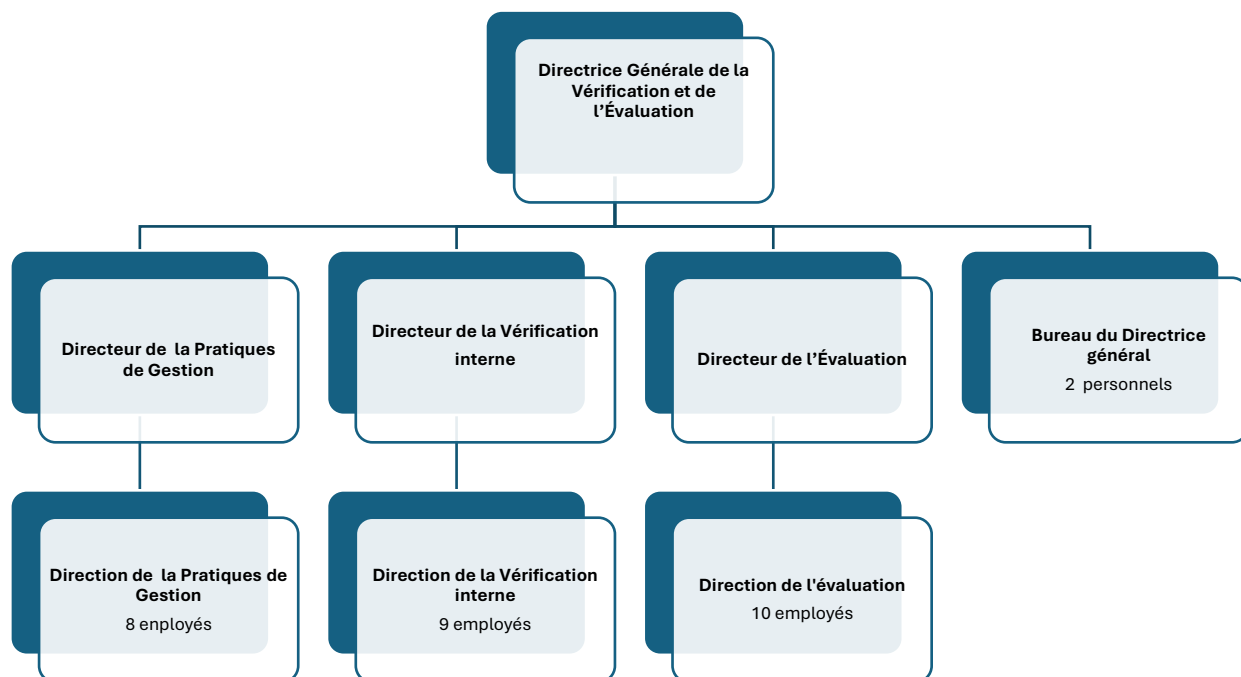 Directrice Générale de la
Vérification et de
l’Évaluation
Directeur de la Pratiques
de Gestion
Directeur de la Vérification
interne
Directeur de l’Évaluation
Bureau du Directrice
général
2 personnels
Direction de la Pratiques de
Gestion
8 enployés
Direction de la Vérification
interne
9 employés
Direction de l'évaluation
10 employés